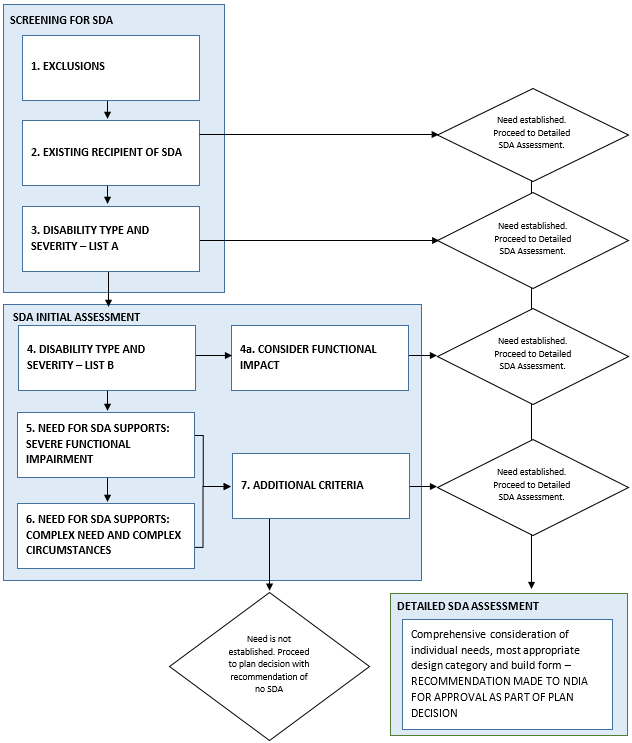 SCREENING FOR SDA
1. EXCLUSIONS
2. EXISTING RECIPIENT OF SDA
Need established.
Proceed to Detailed
SDA Assessment.
3. DISABILITY TYPE AND
SEVERITY – LIST A
Need established.
Proceed to Detailed
SDA Assessment.
SDA INITIAL ASSESSMENT
4. DISABILITY TYPE AND
SEVERITY – LIST B
4a. CONSIDER FUNCTIONAL
IMPACT
Need established.
Proceed to Detailed
SDA Assessment.
5. NEED FOR SDA SUPPORTS:
SEVERE FUNCTIONAL
IMPAIRMENT
6. NEED FOR SDA SUPPORTS:
COMPLEX NEED AND COMPLEX
CIRCUMSTANCES
7. ADDITIONAL CRITERIA
Need established.
Proceed to Detailed
SDA Assessment.
Need is not
established. Proceed
to plan decision with
recommendation of
no SDA
DETAILED SDA ASSESSMENT
Comprehensive consideration of
individual needs, most appropriate
design category and build form –
RECOMMENDATION MADE TO NDIA
FOR APPROVAL AS PART OF PLAN
DECISION